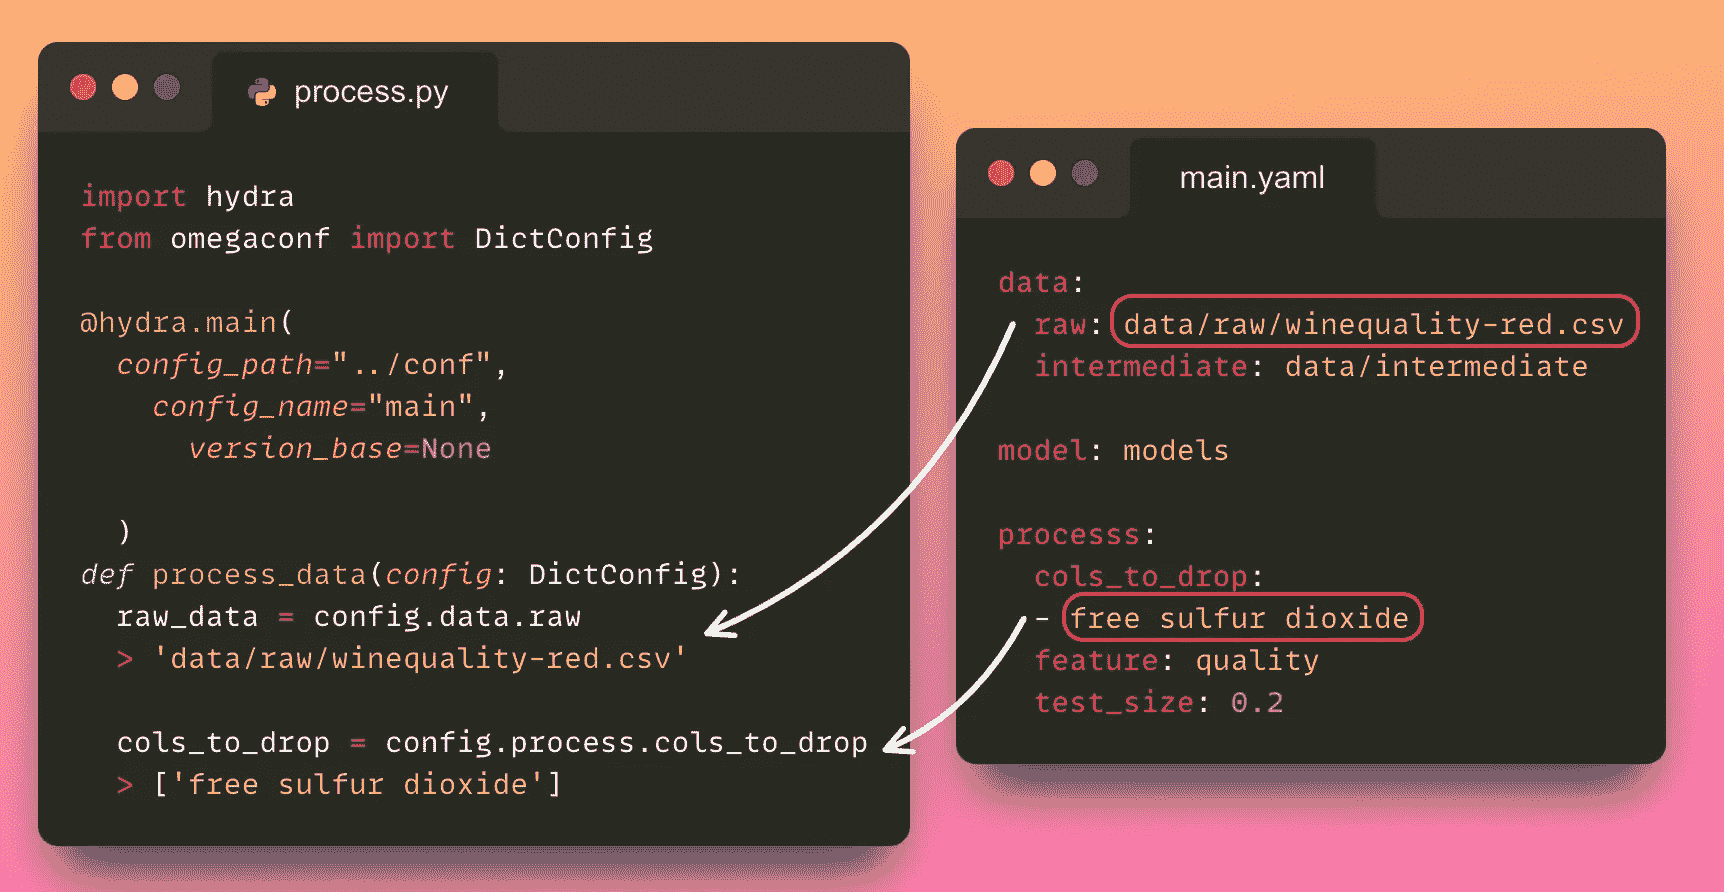 process.py
import hydra
from omegaconf import DictConfig
@hydra.main(
config_path="../conf",
config_name="main",
version_base=None
)
def process_data(config: DictConfig):
raw_data = config.data.raw
> 'data/raw/winequality-red.csv'
cols_to_drop = config.process.cols_to_drop
> ['free sulfur dioxide']
main.yaml
data:
raw: data/raw/winequality-red.csv
intermediate: data/intermediate
model: models
processs:
cols_to_drop:
- free sulfur dioxide
feature: quality
test_size: 0.2